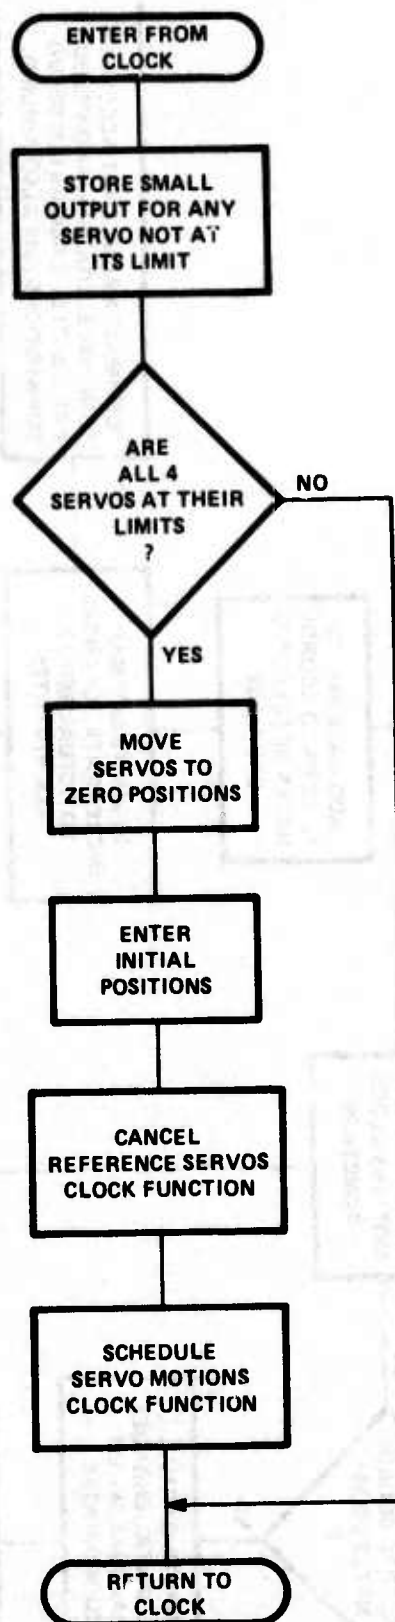 ENTER FROM
CLOCK
STORE SMALL
OUTPUT FOR ANY
SERVO NOT AT
ITS LIMIT
ARE
ALL 4
SERVOS AT THEIR
LIMITS
?
NO
YES
MOVE
SERVOS TO
ZERO POSITIONS
ENTER
INITIAL
POSITIONS
CANCEL
REFERENCE SERVOS
CLOCK FUNCTION
SCHEDULE
SERVO MOTIONS
CLOCK FUNCTION
RETURN TO
CLOCK